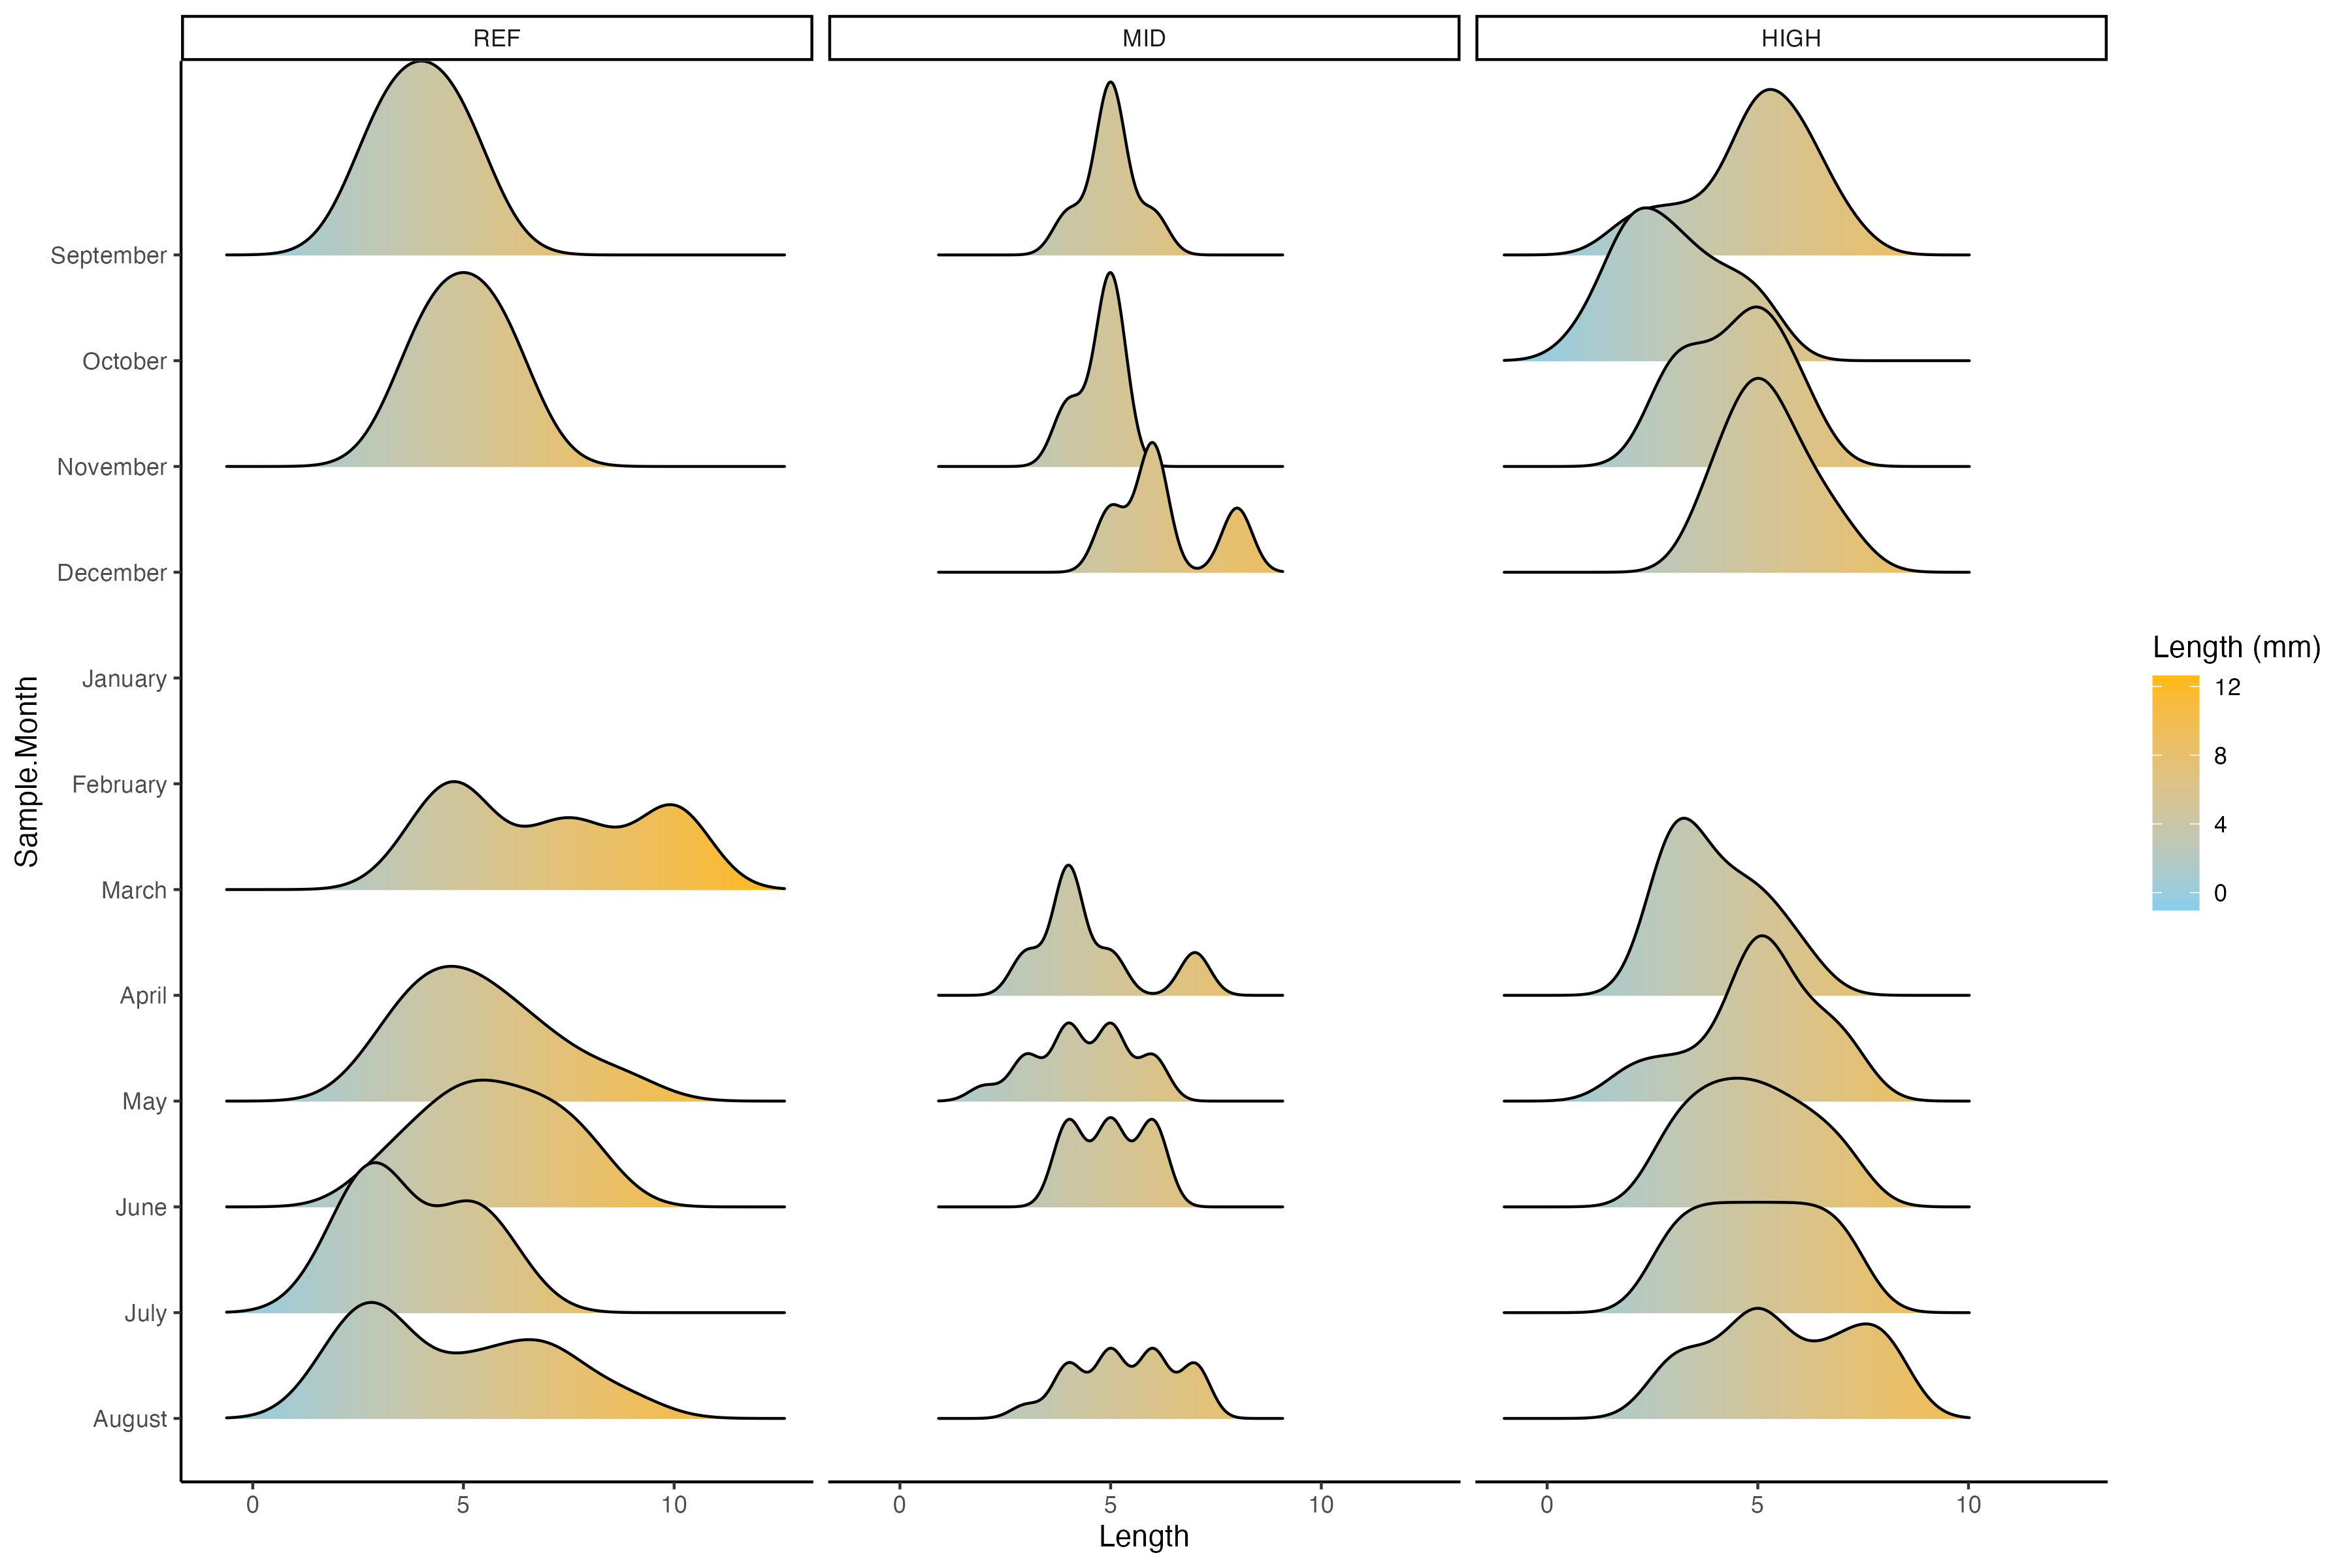 REF
MID
HIGH
September
October
November
December
January
February
March
April
May
June
July
August
Sample.Month
0 5 10
0 5 10
0 5 10
Length
Length (mm)
12
8
4
0